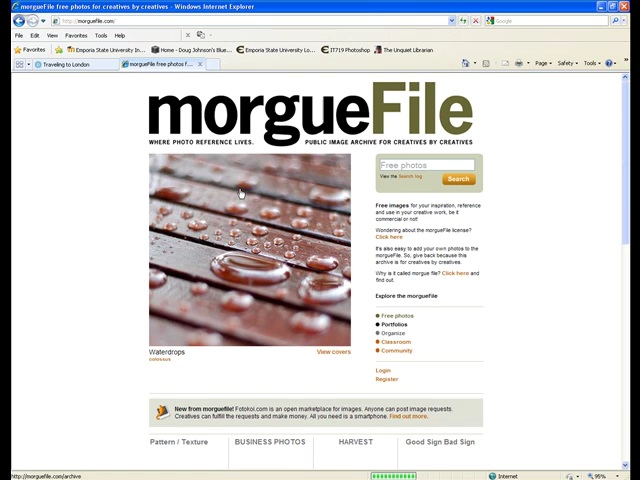 morgueFile free photos for creatives by creatives - Windows Internet Explorer
http://morguefile.com/
Google
File Edit View Favorites Tools Help
Favorites Emporia State University In... Home - Doug Johnson's Blue... Emporia State University Lo... IT719 Photoshop The Unquiet Librarian
Traveling to London morgueFile free photos f... Page Safety Tools
morgueFile
WHERE PHOTO REFERENCE LIVES. PUBLIC IMAGE ARCHIVE FOR CREATIVES BY CREATIVES
Free photos
View the Search log Search
Free images for your inspiration, reference
and use in your creative work, be it
commercial or not!
Wondering about the morgueFile license?
Click here
It's also easy to add your own photos to the
morgueFile. So, give back because this
archive is for creatives by creatives.
Why is it called morgue file? Click here and
find out.
Explore the morguefile
Free photos
Portfolios
Organize
Classroom
Community
Login
Register
Waterdrops View covers
colossus
New from morguefile! Fotokoi.com is an open marketplace for images. Anyone can post image requests.
Creatives can fulfill the requests and make money. All you need is a smartphone. Find out more.
Pattern / Texture BUSINESS PHOTOS HARVEST Good Sign Bad Sign
http://morguefile.com/archive Internet 95%